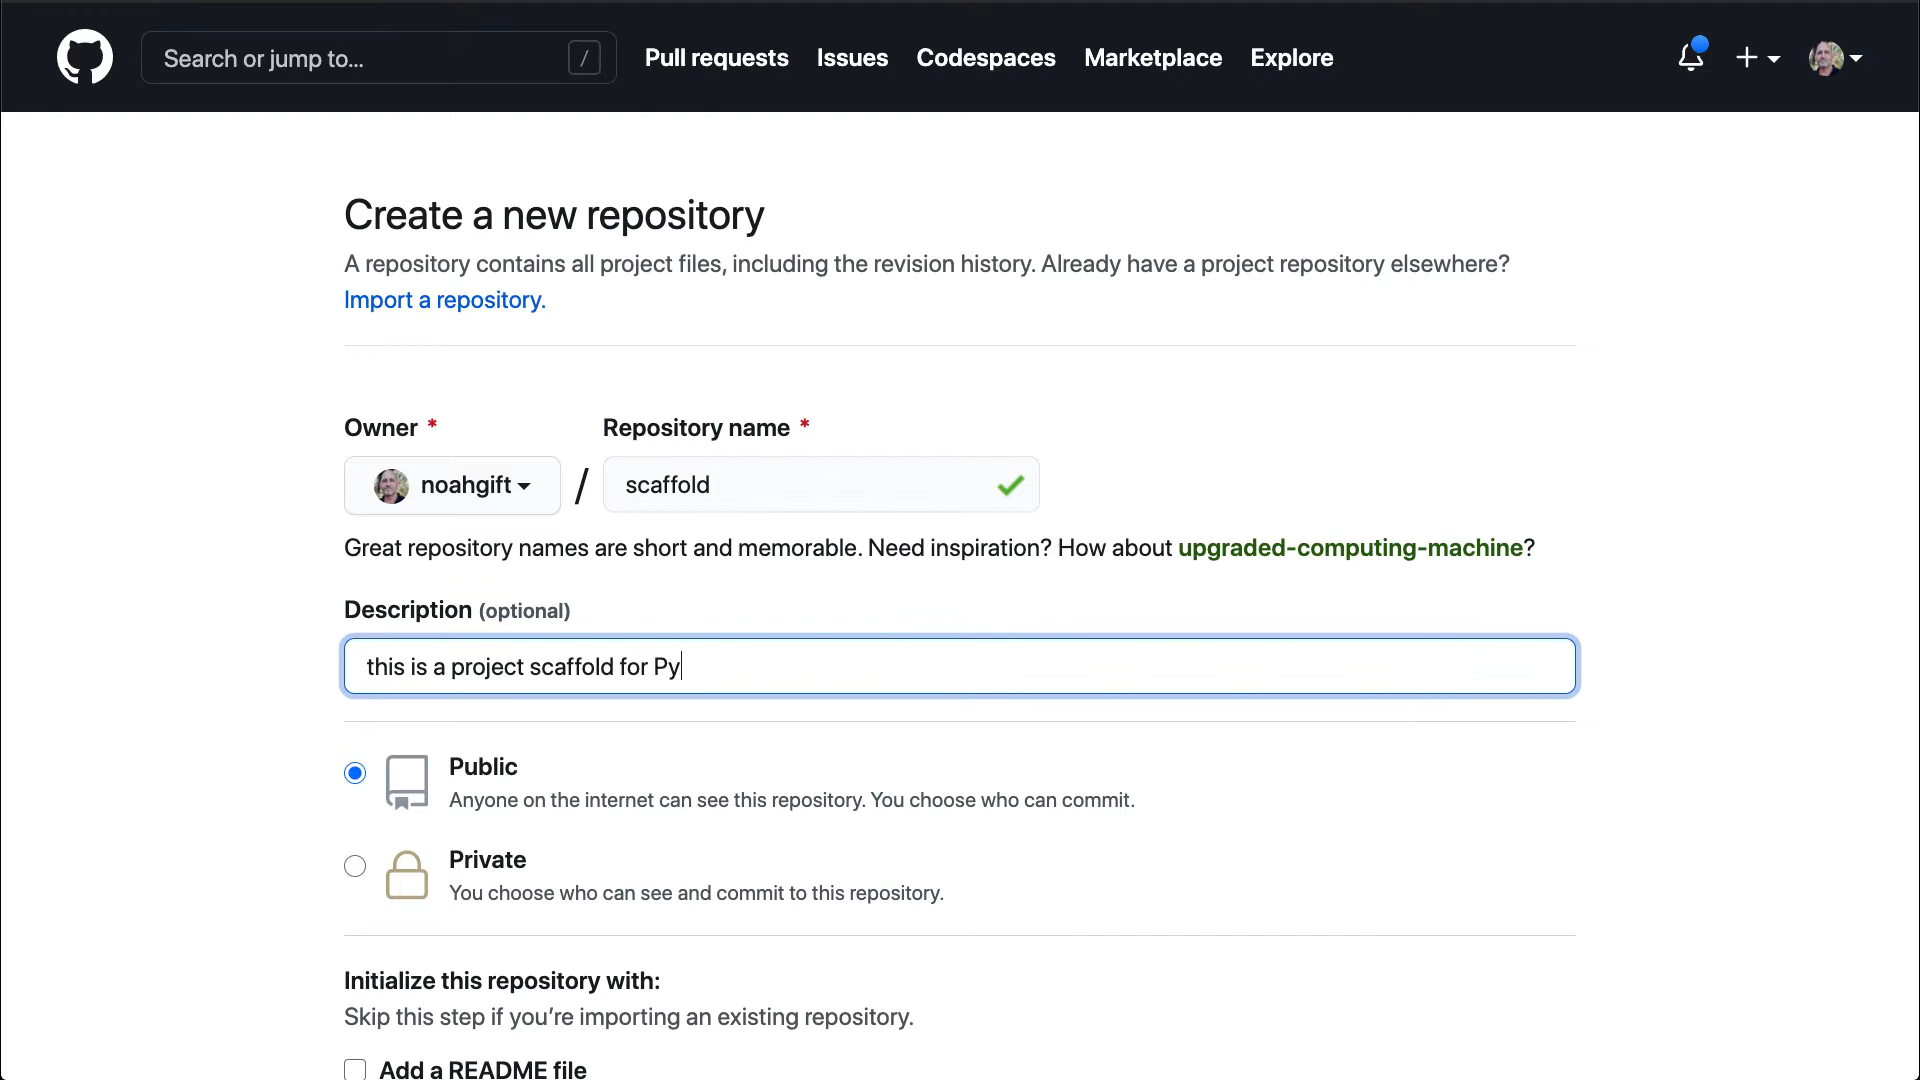 Search or jump to... / Pull requests Issues Codespaces Marketplace Explore
Create a new repository
A repository contains all project files, including the revision history. Already have a project repository elsewhere?
Import a repository.
Owner * Repository name *
noahgift / scaffold
Great repository names are short and memorable. Need inspiration? How about upgraded-computing-machine?
Description (optional)
this is a project scaffold for Py
Public
Anyone on the internet can see this repository. You choose who can commit.
Private
You choose who can see and commit to this repository.
Initialize this repository with:
Skip this step if you’re importing an existing repository.
Add a README file